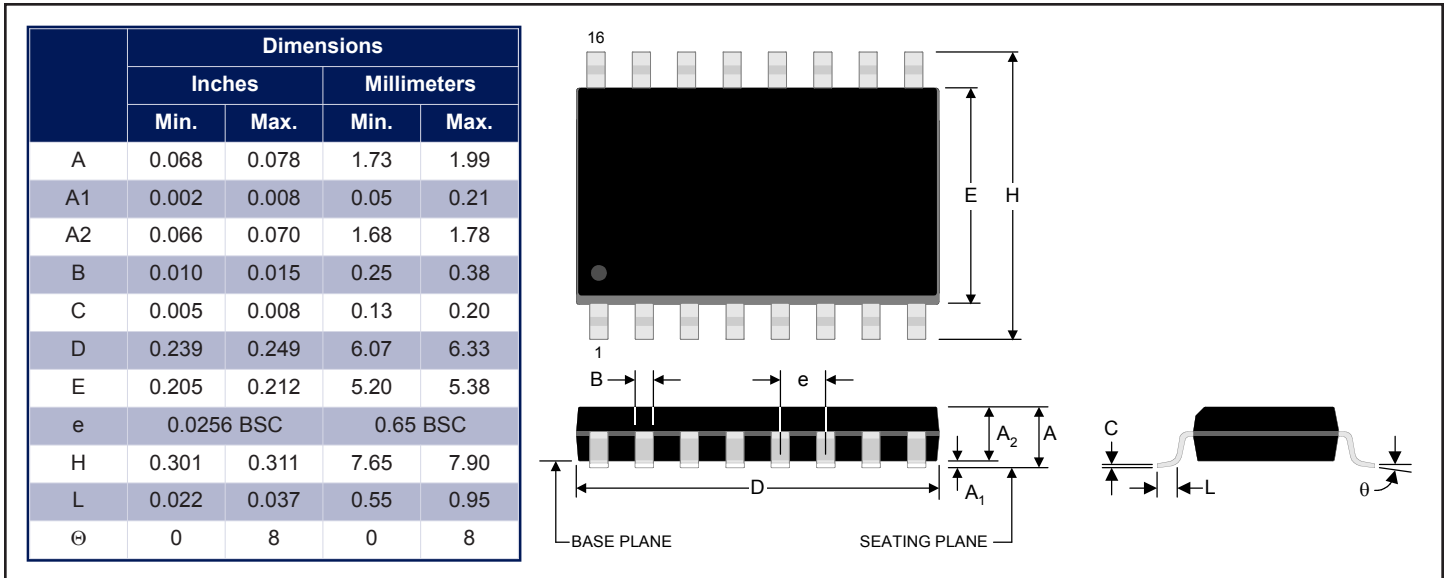 Dimensions
Inches Millimeters
Min. Max. Min. Max.
A 0.068 0.078 1.73 1.99
A1 0.002 0.008 0.05 0.21
A2 0.066 0.070 1.68 1.78
B 0.010 0.015 0.25 0.38
C 0.005 0.008 0.13 0.20
D 0.239 0.249 6.07 6.33
E 0.205 0.212 5.20 5.38
e 0.0256 BSC 0.65 BSC
H 0.301 0.311 7.65 7.90
L 0.022 0.037 0.55 0.95
Θ 0 8 0 8
16
E H
1
B e
A₂ A
C
D
A₁
L
θ
BASE PLANE
SEATING PLANE